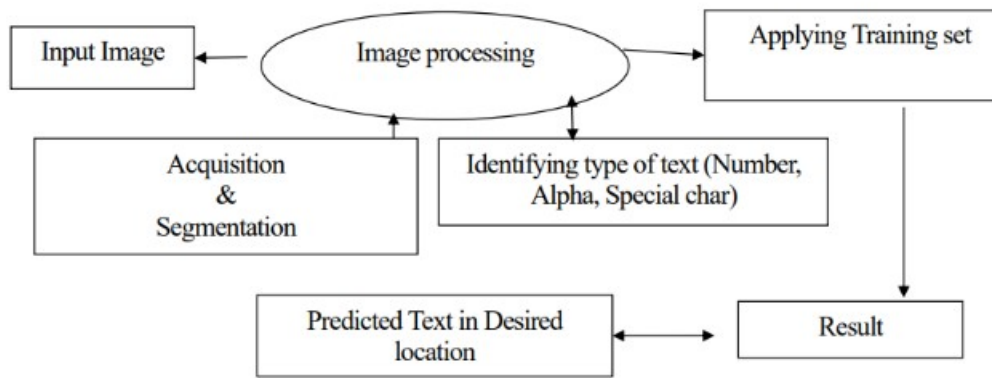 Input Image
Image processing
Applying Training set
Acquisition
&
Segmentation
Identifying type of text (Number,
Alpha, Special char)
Predicted Text in Desired
location
Result